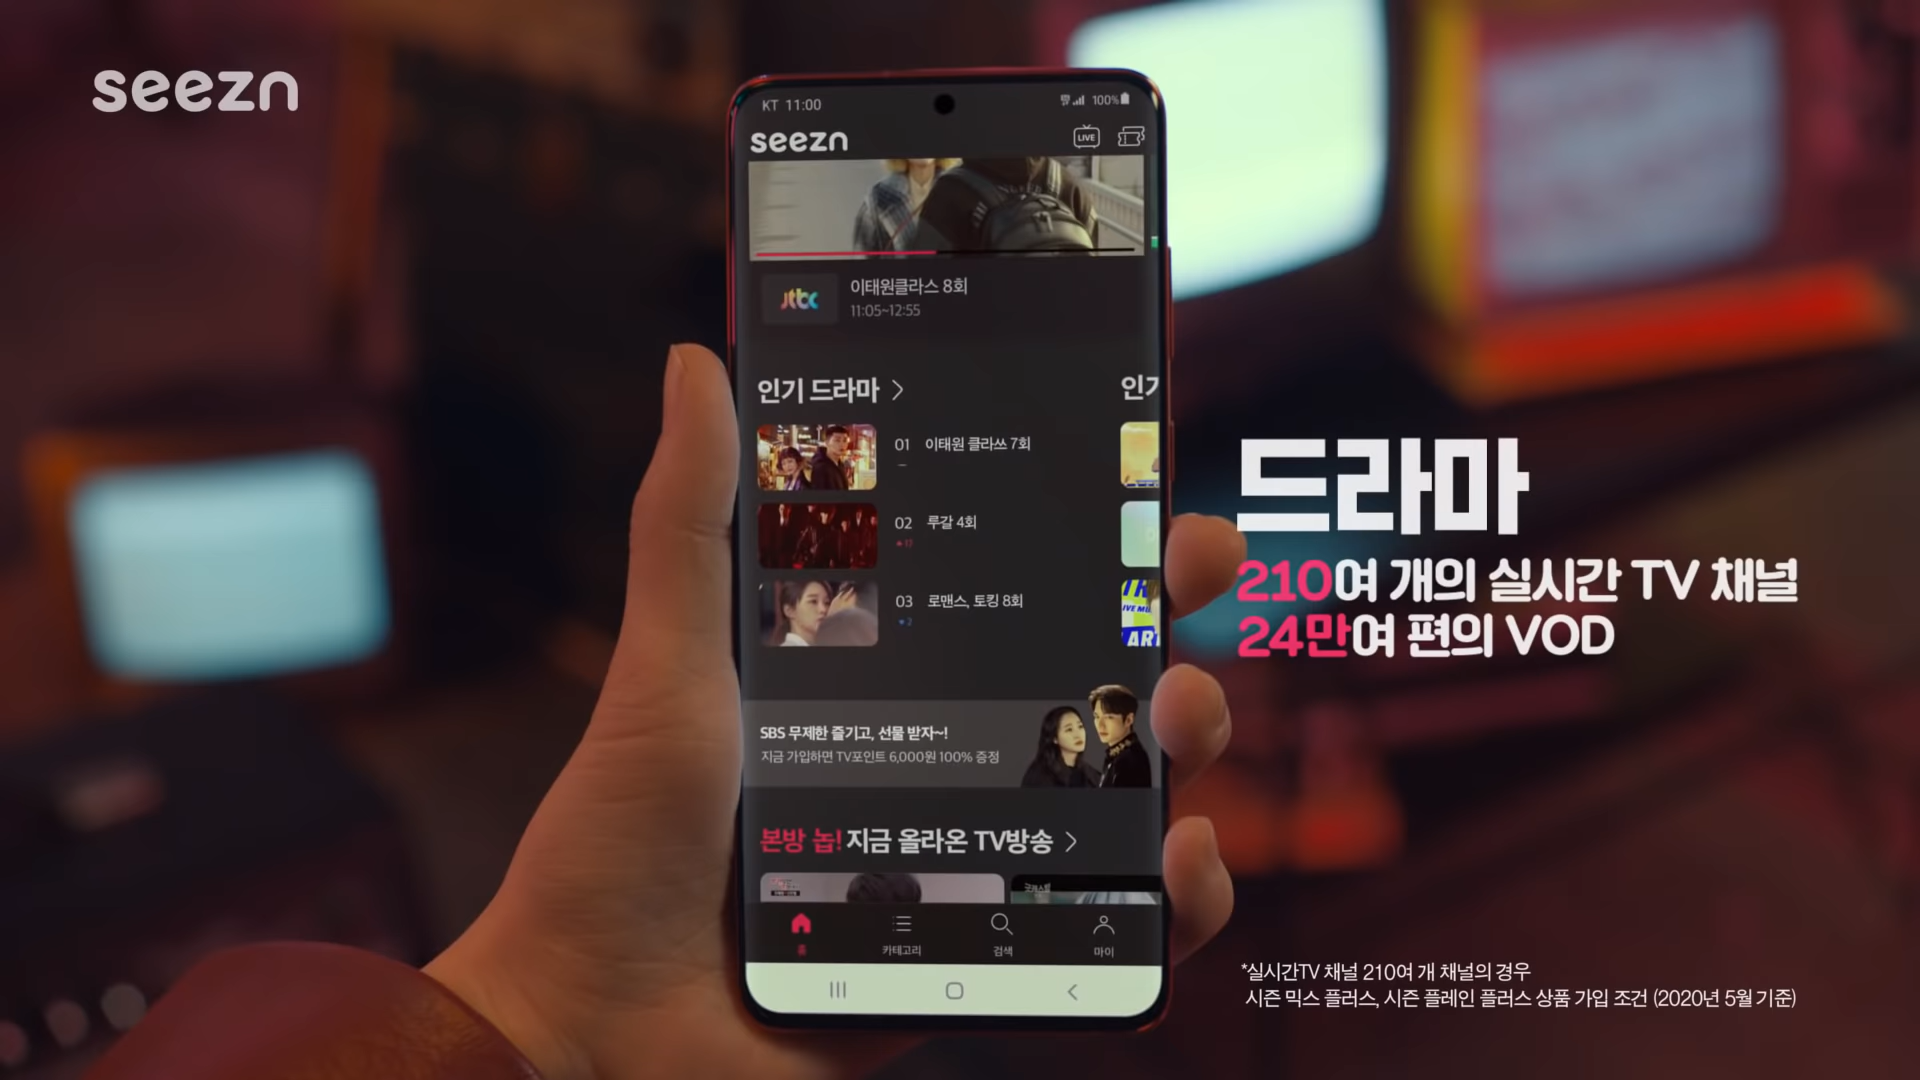 seezn
KT 11:00
100%
seezn
LIVE
jtbc
이태원클라스 8회
11:05~12:55
인기 드라마
인기
01 이태원 클라쓰 7회
02 루갈 4회
03 로맨스, 토킹 8회
SBS 무제한 즐기고, 선물 받자~!
지금 가입하면 TV포인트 6,000원 100% 증정
본방 놉! 지금 올라온 TV방송
홈
카테고리
검색
마이
드라마
210여 개의 실시간 TV 채널
24만여 편의 VOD
*실시간TV 채널 210여 개 채널의 경우
시즌 믹스 플러스, 시즌 플레인 플러스 상품 가입 조건 (2020년 5월 기준)